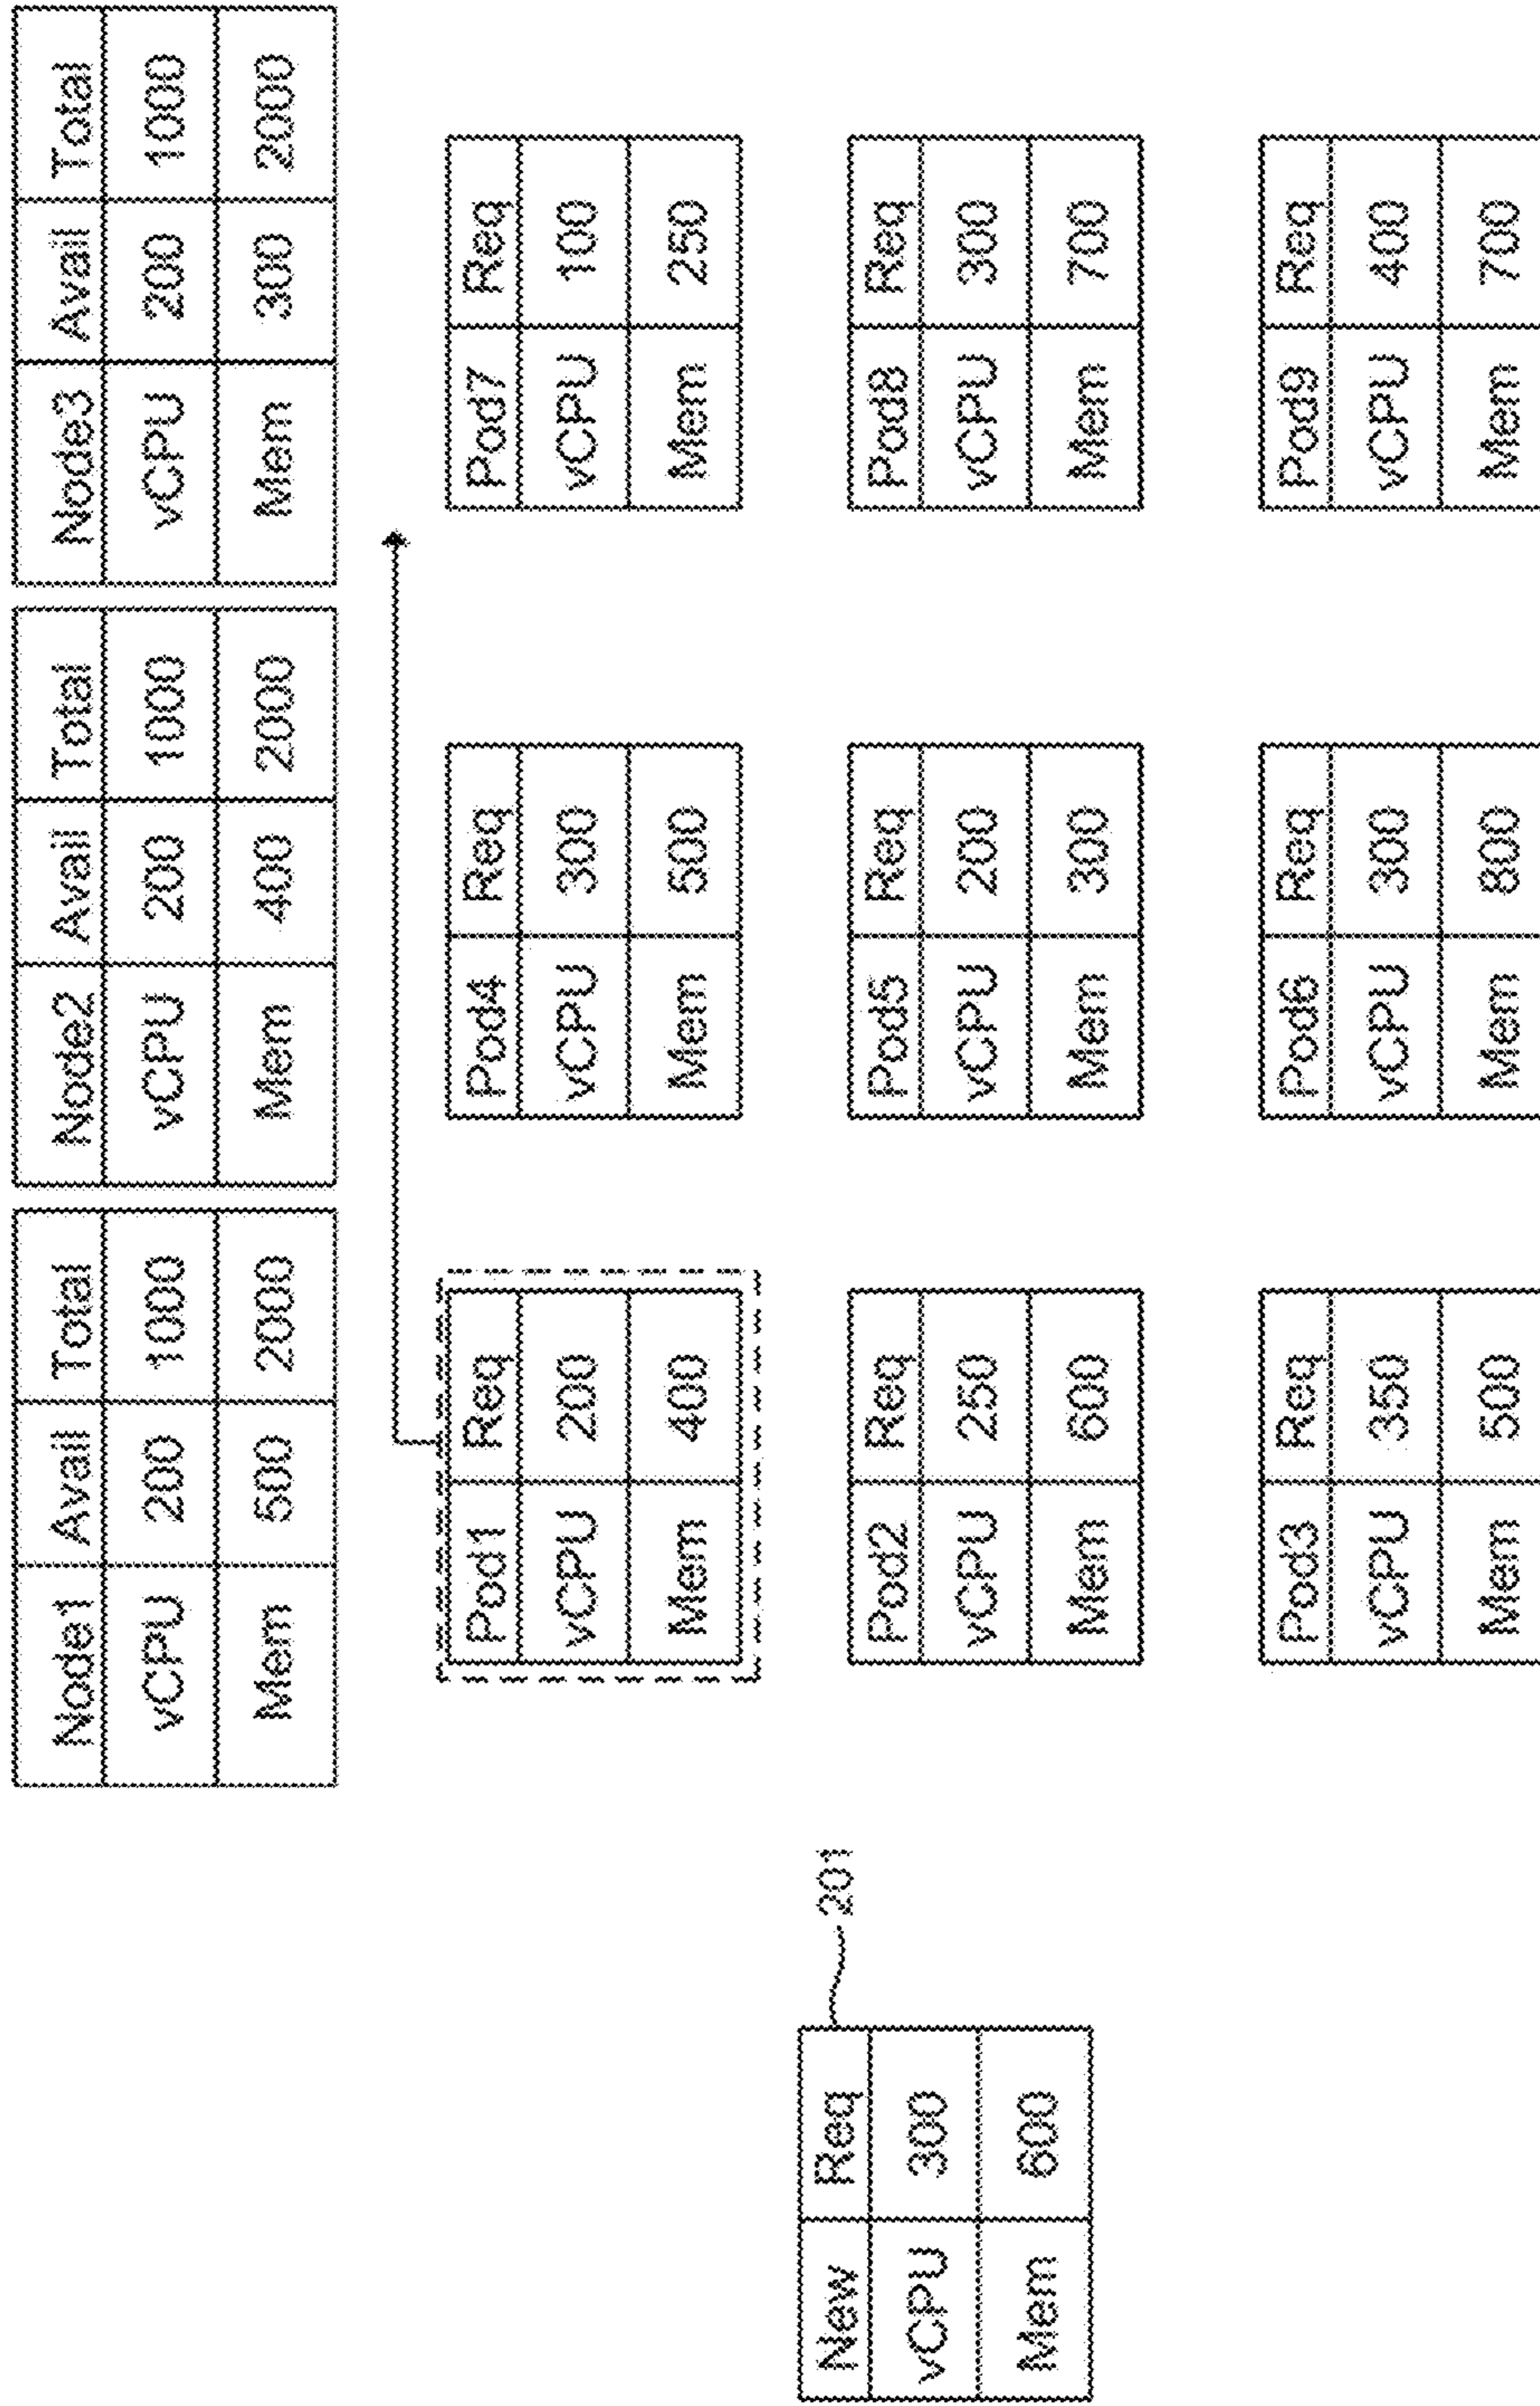 Node1 Avail Total
vCPU 200 1000
Mem 500 2000
Node2 Avail Total
vCPU 200 1000
Mem 400 2000
Node3 Avail Total
vCPU 200 1000
Mem 300 2000
Pod1 Req
vCPU 200
Mem 400
Pod4 Req
vCPU 300
Mem 500
Pod7 Req
vCPU 100
Mem 250
New Req
vCPU 300
Mem 600
201
Pod2 Req
vCPU 250
Mem 600
Pod5 Req
vCPU 200
Mem 300
Pod8 Req
vCPU 300
Mem 700
Pod3 Req
vCPU 350
Mem 500
Pod6 Req
vCPU 300
Mem 800
Pod9 Req
vCPU 400
Mem 700